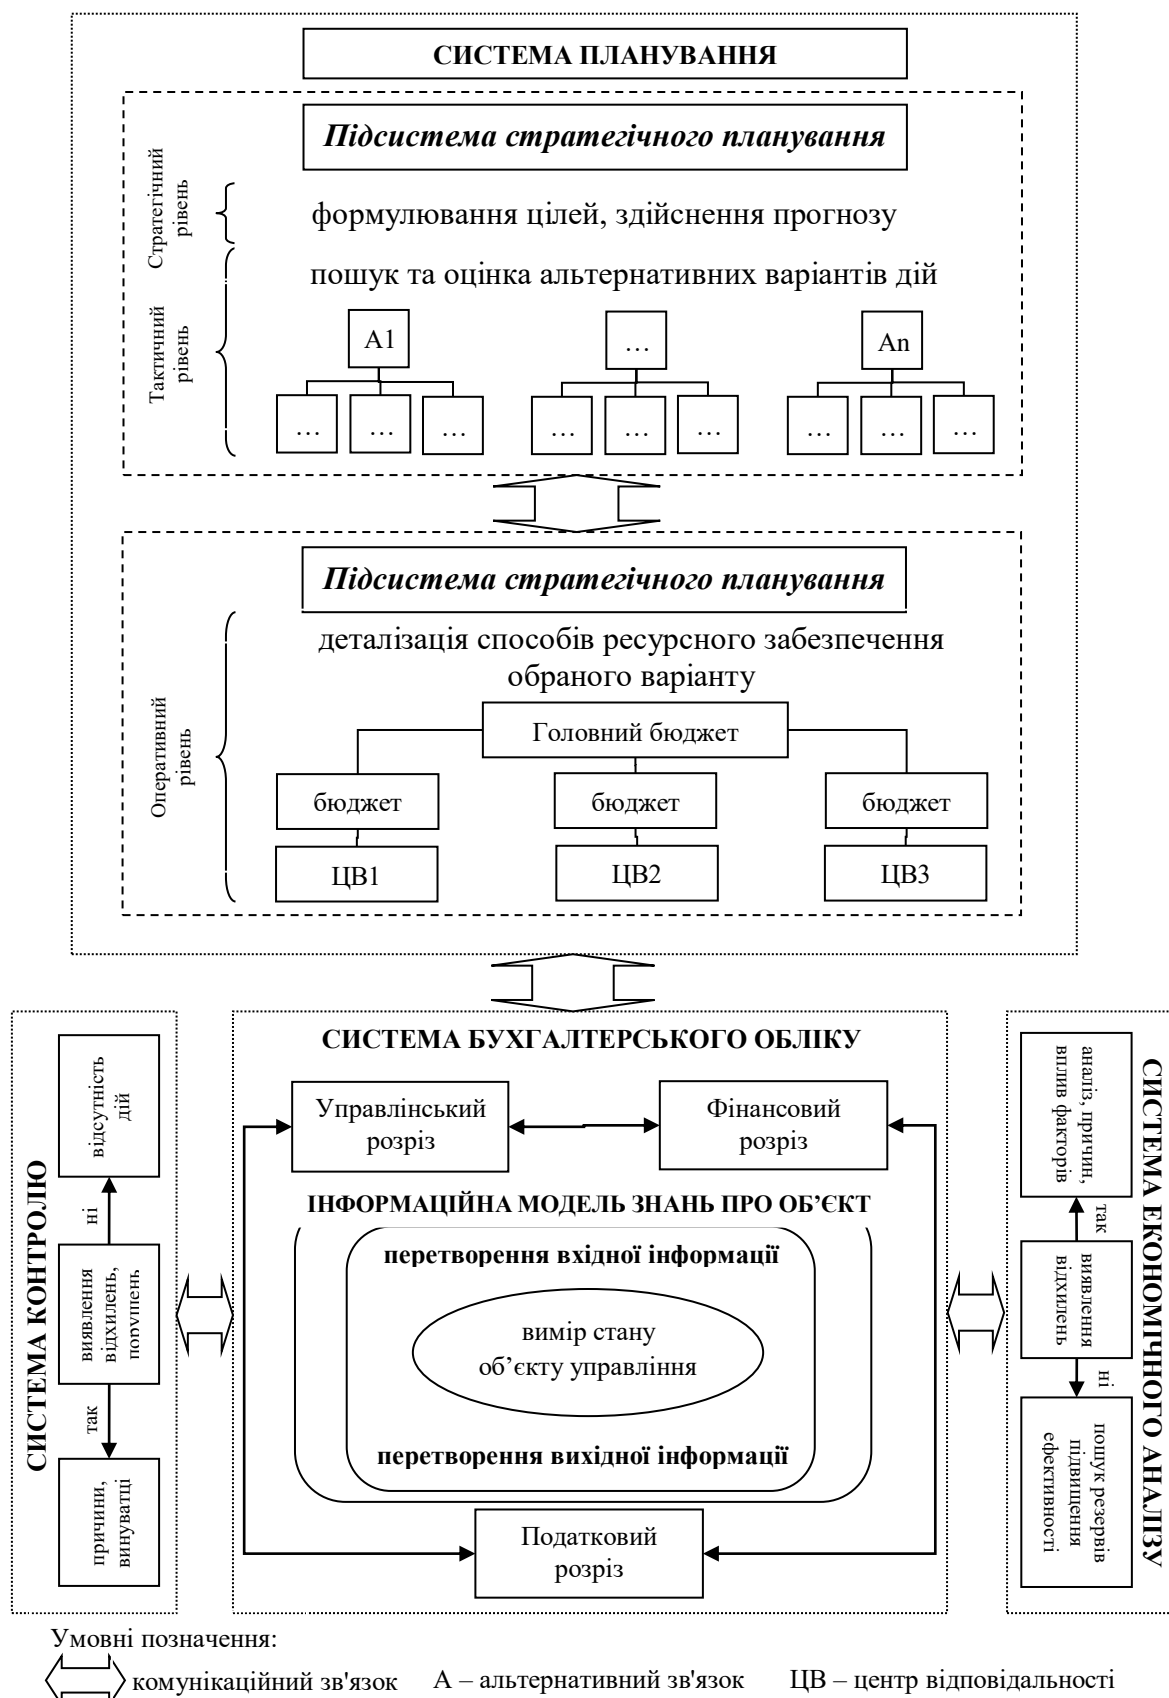 СИСТЕМА ПЛАНУВАННЯ
Підсистема стратегічного планування
Стратегічний
рівень
формулювання цілей, здійснення прогнозу
пошук та оцінка альтернативних варіантів дій
Тактичний
рівень
А1
…
Аn
… … …
… … …
… … …
Підсистема стратегічного планування
Оперативний
рівень
деталізація способів ресурсного забезпечення
обраного варіанту
Головний бюджет
бюджет
бюджет
бюджет
ЦВ1
ЦВ2
ЦВ3
СИСТЕМА КОНТРОЛЮ
відсутність
дій
ні
виявлення
відхилень,
порушень
так
причини,
винуватці
СИСТЕМА БУХГАЛТЕРСЬКОГО ОБЛІКУ
Управлінський
розріз
Фінансовий
розріз
ІНФОРМАЦІЙНА МОДЕЛЬ ЗНАНЬ ПРО ОБ’ЄКТ
перетворення вхідної інформації
вимір стану
об’єкту управління
перетворення вихідної інформації
Податковий
розріз
СИСТЕМА ЕКОНОМІЧНОГО АНАЛІЗУ
аналіз, причин,
вплив факторів
так
виявлення
відхилень
ні
пошук резервів
підвищення
ефективності
Умовні позначення:
комунікаційний зв'язок А – альтернативний зв'язок ЦВ – центр відповідальності